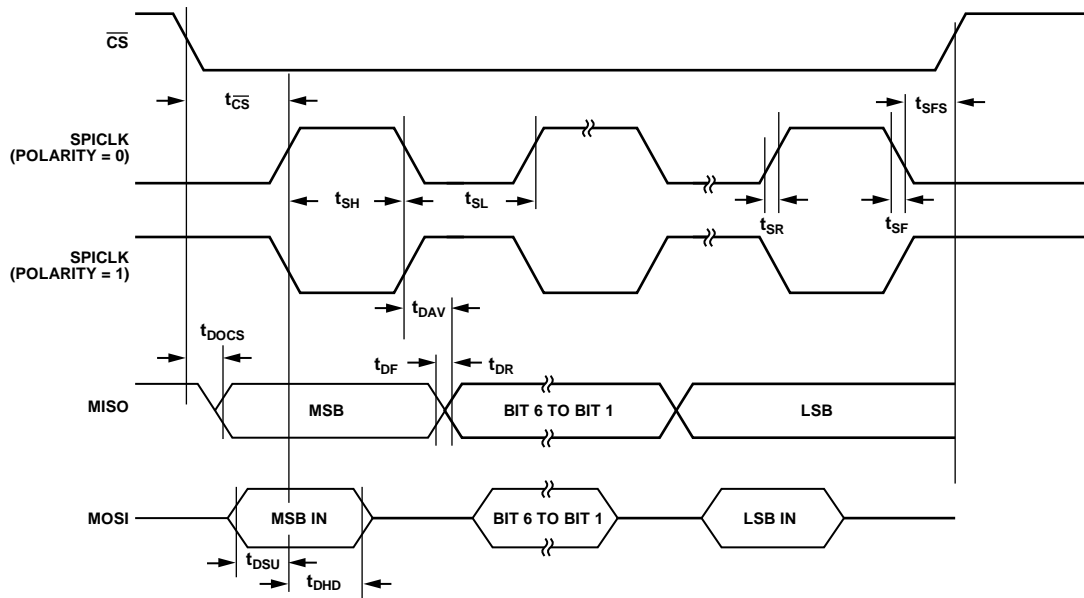 CS
tCS
tSFS
SPICLK
(POLARITY = 0)
tSH
tSL
tSR
tSF
SPICLK
(POLARITY = 1)
tDAV
tDOCS
tDF
tDR
MISO
MSB
BIT 6 TO BIT 1
LSB
MOSI
MSB IN
BIT 6 TO BIT 1
LSB IN
tDSU
tDHD